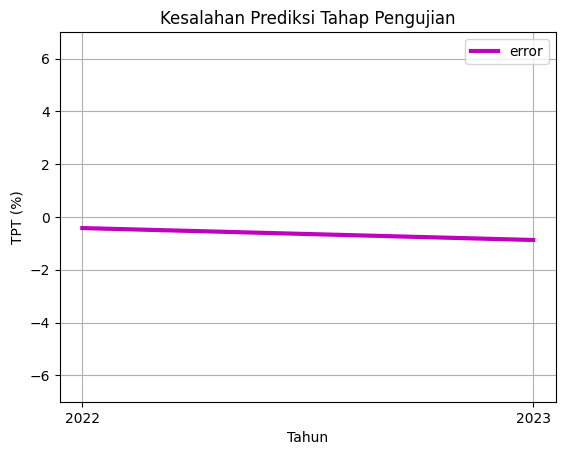 Kesalahan Prediksi Tahap Pengujian
error
6
4
2
0
−2
−4
−6
TPT (%)
2022
2023
Tahun